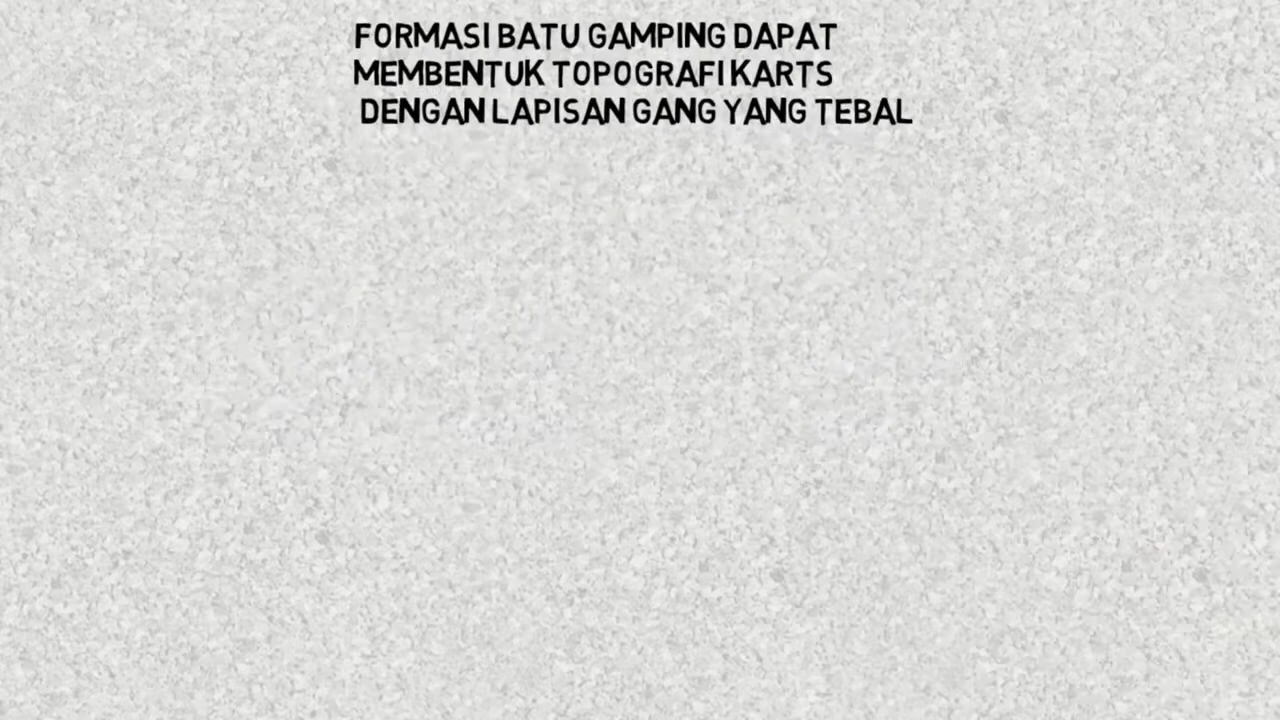 FORMASI BATU GAMPING DAPAT
MEMBENTUK TOPOGRAFI KARTS
DENGAN LAPISAN GANG YANG TEBAL